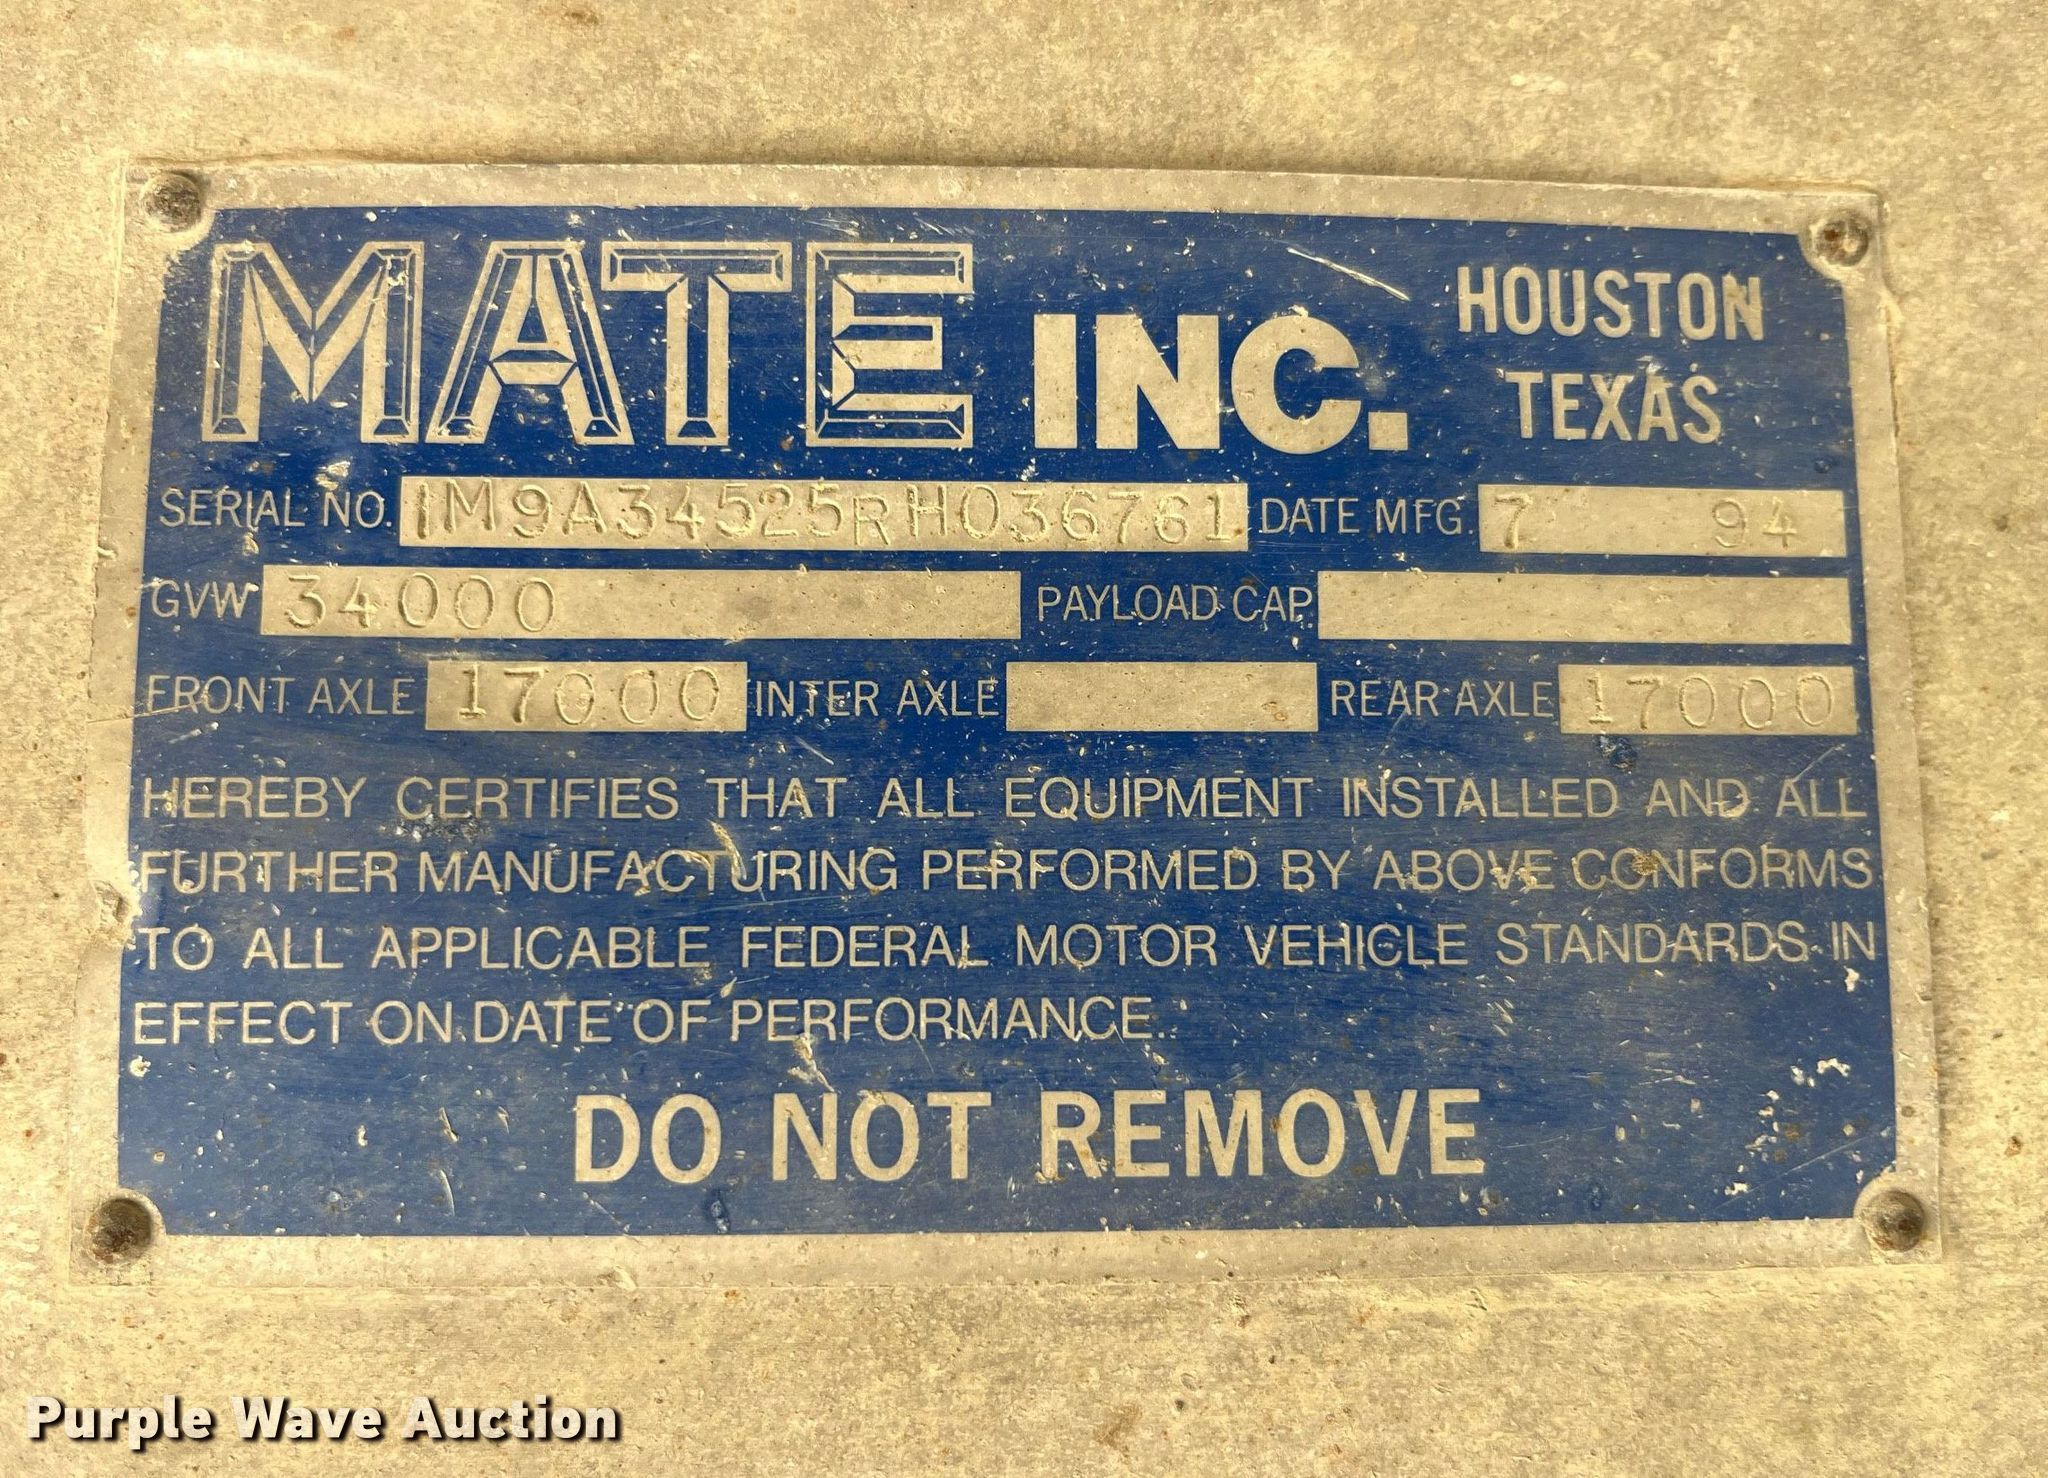 MATE INC. HOUSTON TEXAS
SERIAL NO. 1M9A34525RH036761 DATE MFG. 7 94
GVW 34000 PAYLOAD CAP.
FRONT AXLE 17000 INTER AXLE REAR AXLE 17000
HEREBY CERTIFIES THAT ALL EQUIPMENT INSTALLED AND ALL
FURTHER MANUFACTURING PERFORMED BY ABOVE CONFORMS
TO ALL APPLICABLE FEDERAL MOTOR VEHICLE STANDARDS IN
EFFECT ON DATE OF PERFORMANCE.
DO NOT REMOVE
Purple Wave Auction